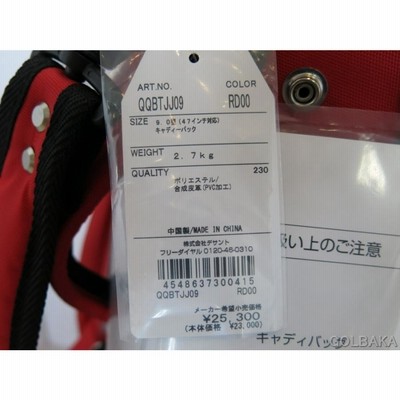 ART.NO. COLOR
QQBTJJ09 RD00
SIZE 9.0型(47インチ対応)
キャディーバック
WEIGHT 2.7kg
QUALITY 230
ポリエステル/
合成皮革(PVC加工)
中国製/MADE IN CHINA
株式会社デサント
フリーダイヤル 0120-46-0310
4548637300415
QQBTJJ09 RD00
メーカー希望小売価格
¥25,300
(本体価格 ¥23,000)
扱い上のご注意
キャディバッグ
GOLBAKA